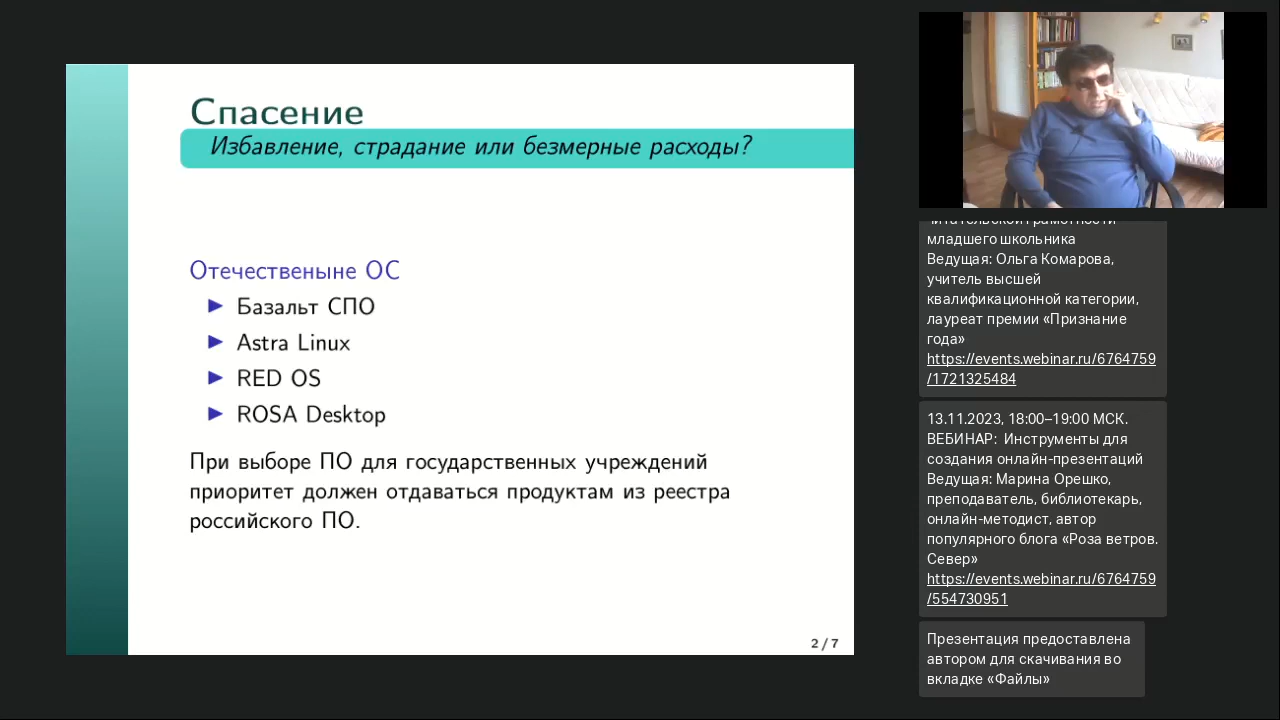 Спасение
Избавление, страдание или безмерные расходы?
Отечественыне ОС
Базальт СПО
Astra Linux
RED OS
ROSA Desktop
При выборе ПО для государственных учреждений
приоритет должен отдаваться продуктам из реестра
российского ПО.
2 / 7
читательской грамотности
младшего школьника
Ведущая: Ольга Комарова,
учитель высшей
квалификационной категории,
лауреат премии «Признание
года»
https://events.webinar.ru/6764759
/1721325484
13.11.2023, 18:00–19:00 МСК.
ВЕБИНАР: Инструменты для
создания онлайн-презентаций
Ведущая: Марина Орешко,
преподаватель, библиотекарь,
онлайн-методист, автор
популярного блога «Роза ветров.
Север»
https://events.webinar.ru/6764759
/554730951
Презентация предоставлена
автором для скачивания во
вкладке «Файлы»